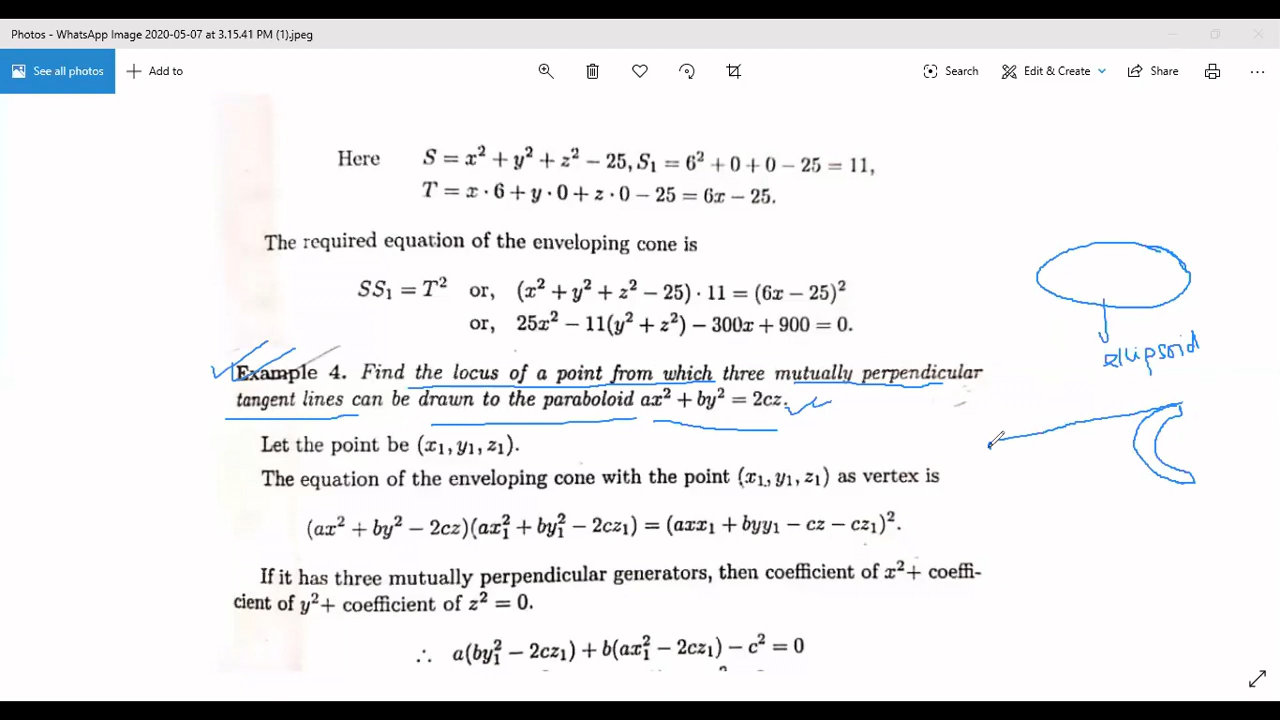 Photos - WhatsApp Image 2020-05-07 at 3.15.41 PM (1).jpeg
See all photos
Add to
Search
Edit & Create
Share
Here S = x² + y² + z² − 25, S₁ = 6² + 0 + 0 − 25 = 11,
T = x · 6 + y · 0 + z · 0 − 25 = 6x − 25.
The required equation of the enveloping cone is
SS₁ = T² or, (x² + y² + z² − 25) · 11 = (6x − 25)²
or, 25x² − 11(y² + z²) − 300x + 900 = 0.
ellipsoid
Example 4. Find the locus of a point from which three mutually perpendicular
tangent lines can be drawn to the paraboloid ax² + by² = 2cz.
Let the point be (x₁, y₁, z₁).
The equation of the enveloping cone with the point (x₁, y₁, z₁) as vertex is
(ax² + by² − 2cz)(ax₁² + by₁² − 2cz₁) = (axx₁ + byy₁ − cz − cz₁)².
If it has three mutually perpendicular generators, then coefficient of x²+ coeffi-
cient of y²+ coefficient of z² = 0.
∴ a(by₁² − 2cz₁) + b(ax₁² − 2cz₁) − c² = 0